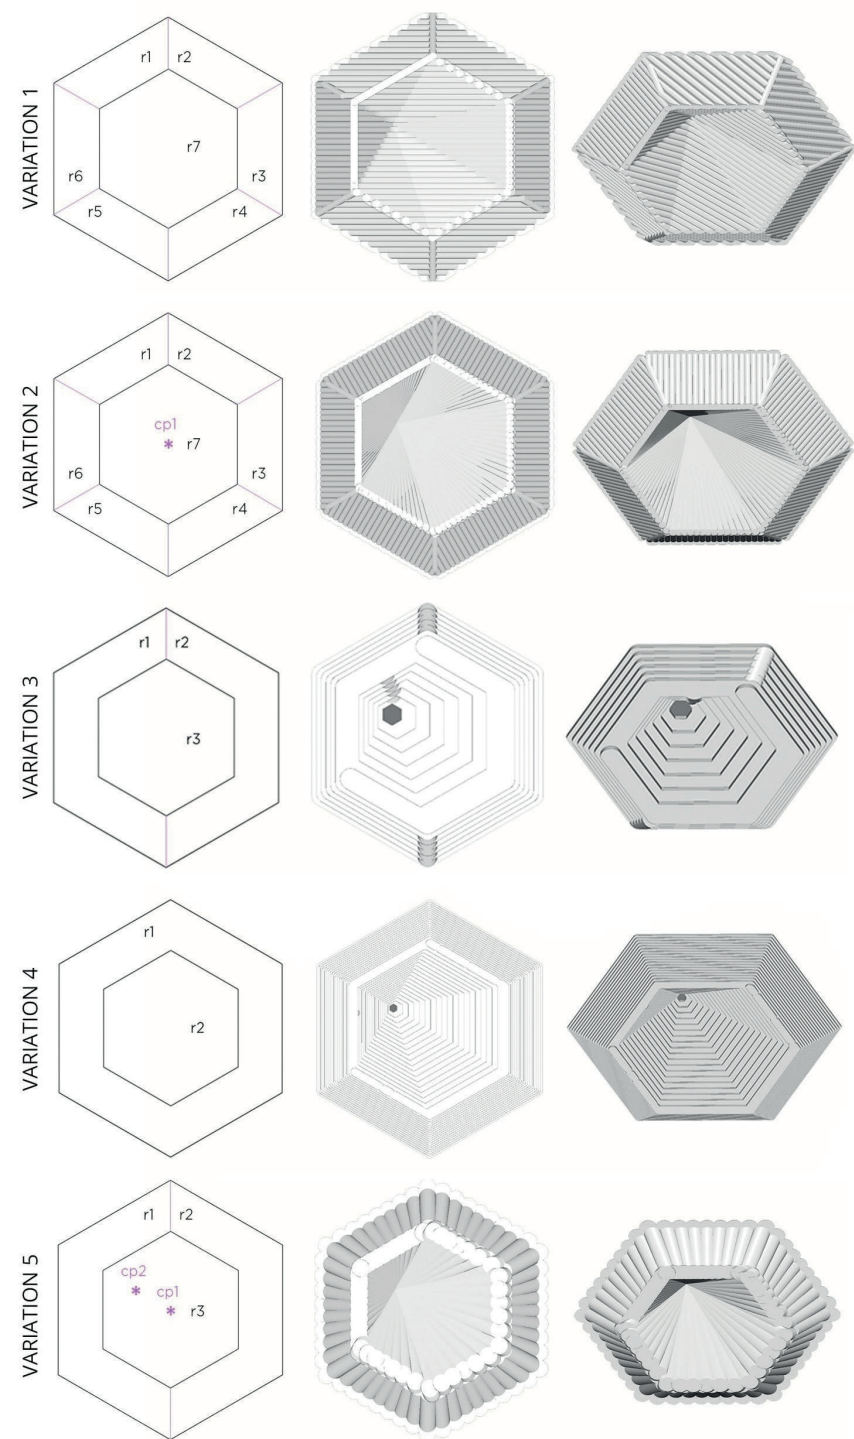 VARIATION 1
r1 r2
r7
r6 r3
r5 r4
VARIATION 2
r1 r2
cp1
* r7
r6 r3
r5 r4
VARIATION 3
r1 r2
r3
VARIATION 4
r1
r2
VARIATION 5
r1 r2
cp2
* cp1
* r3